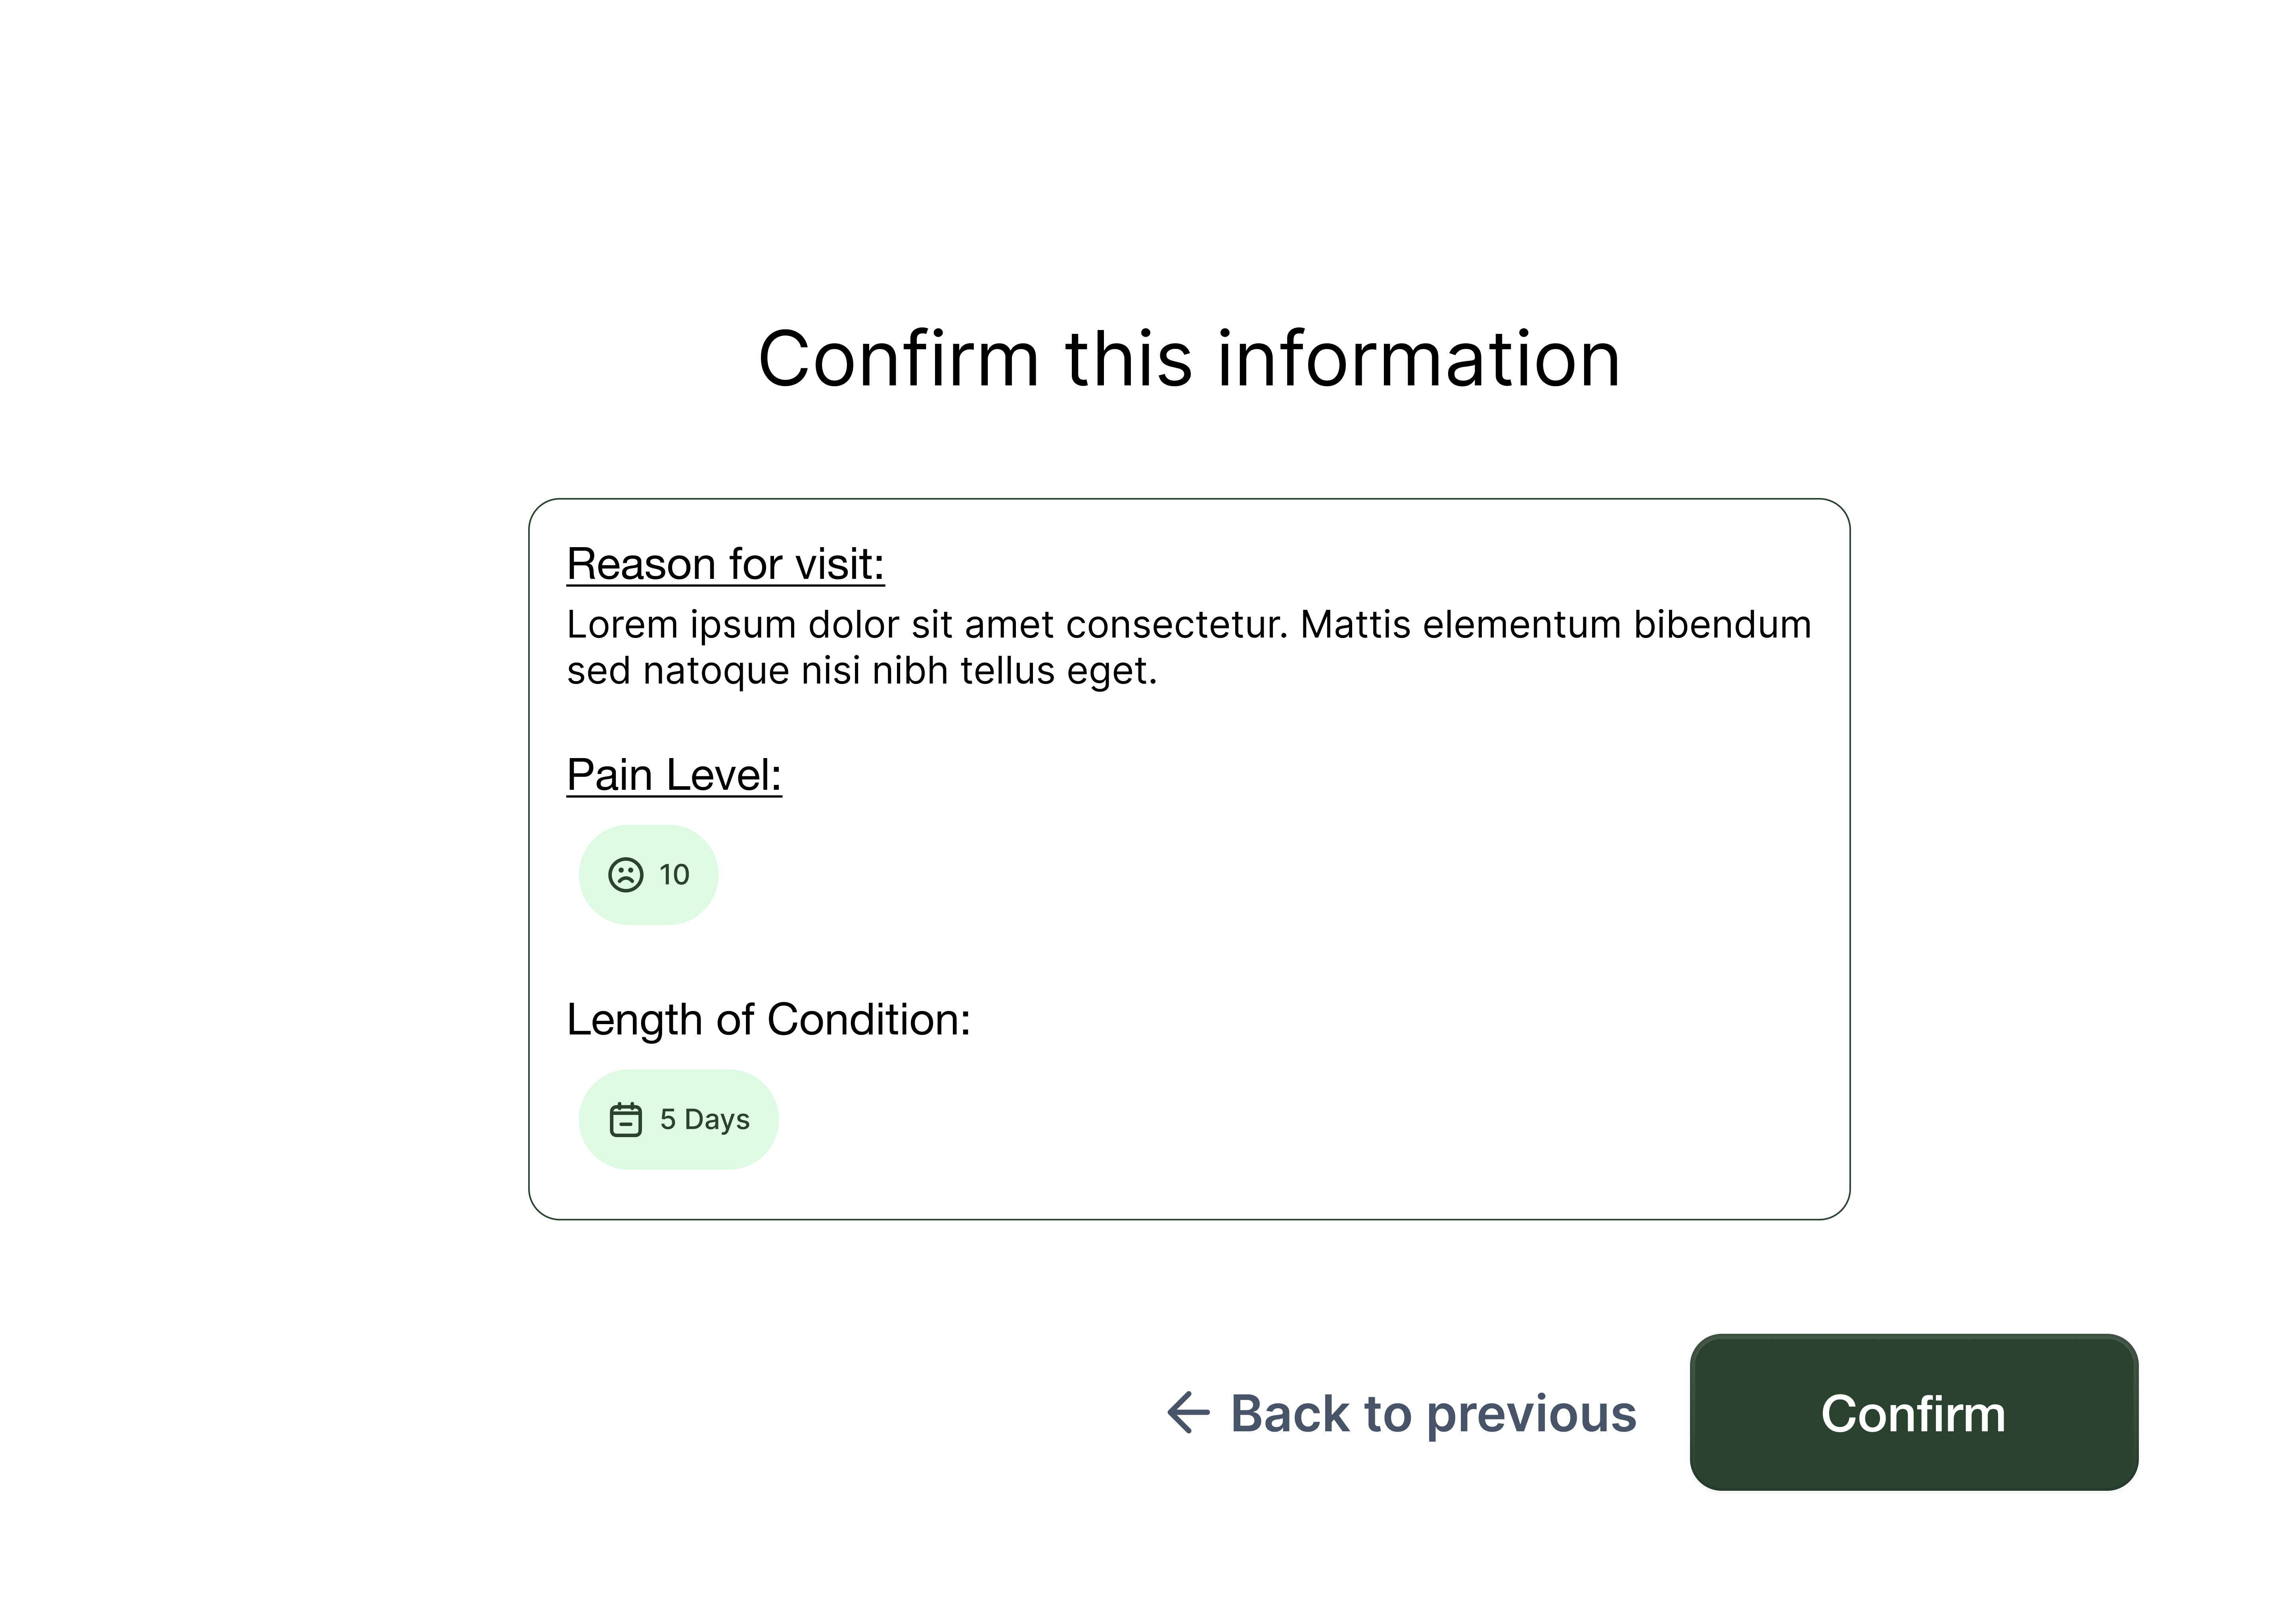 Confirm this information
Reason for visit:
Lorem ipsum dolor sit amet consectetur. Mattis elementum bibendum
sed natoque nisi nibh tellus eget.
Pain Level:
10
Length of Condition:
5 Days
Back to previous
Confirm